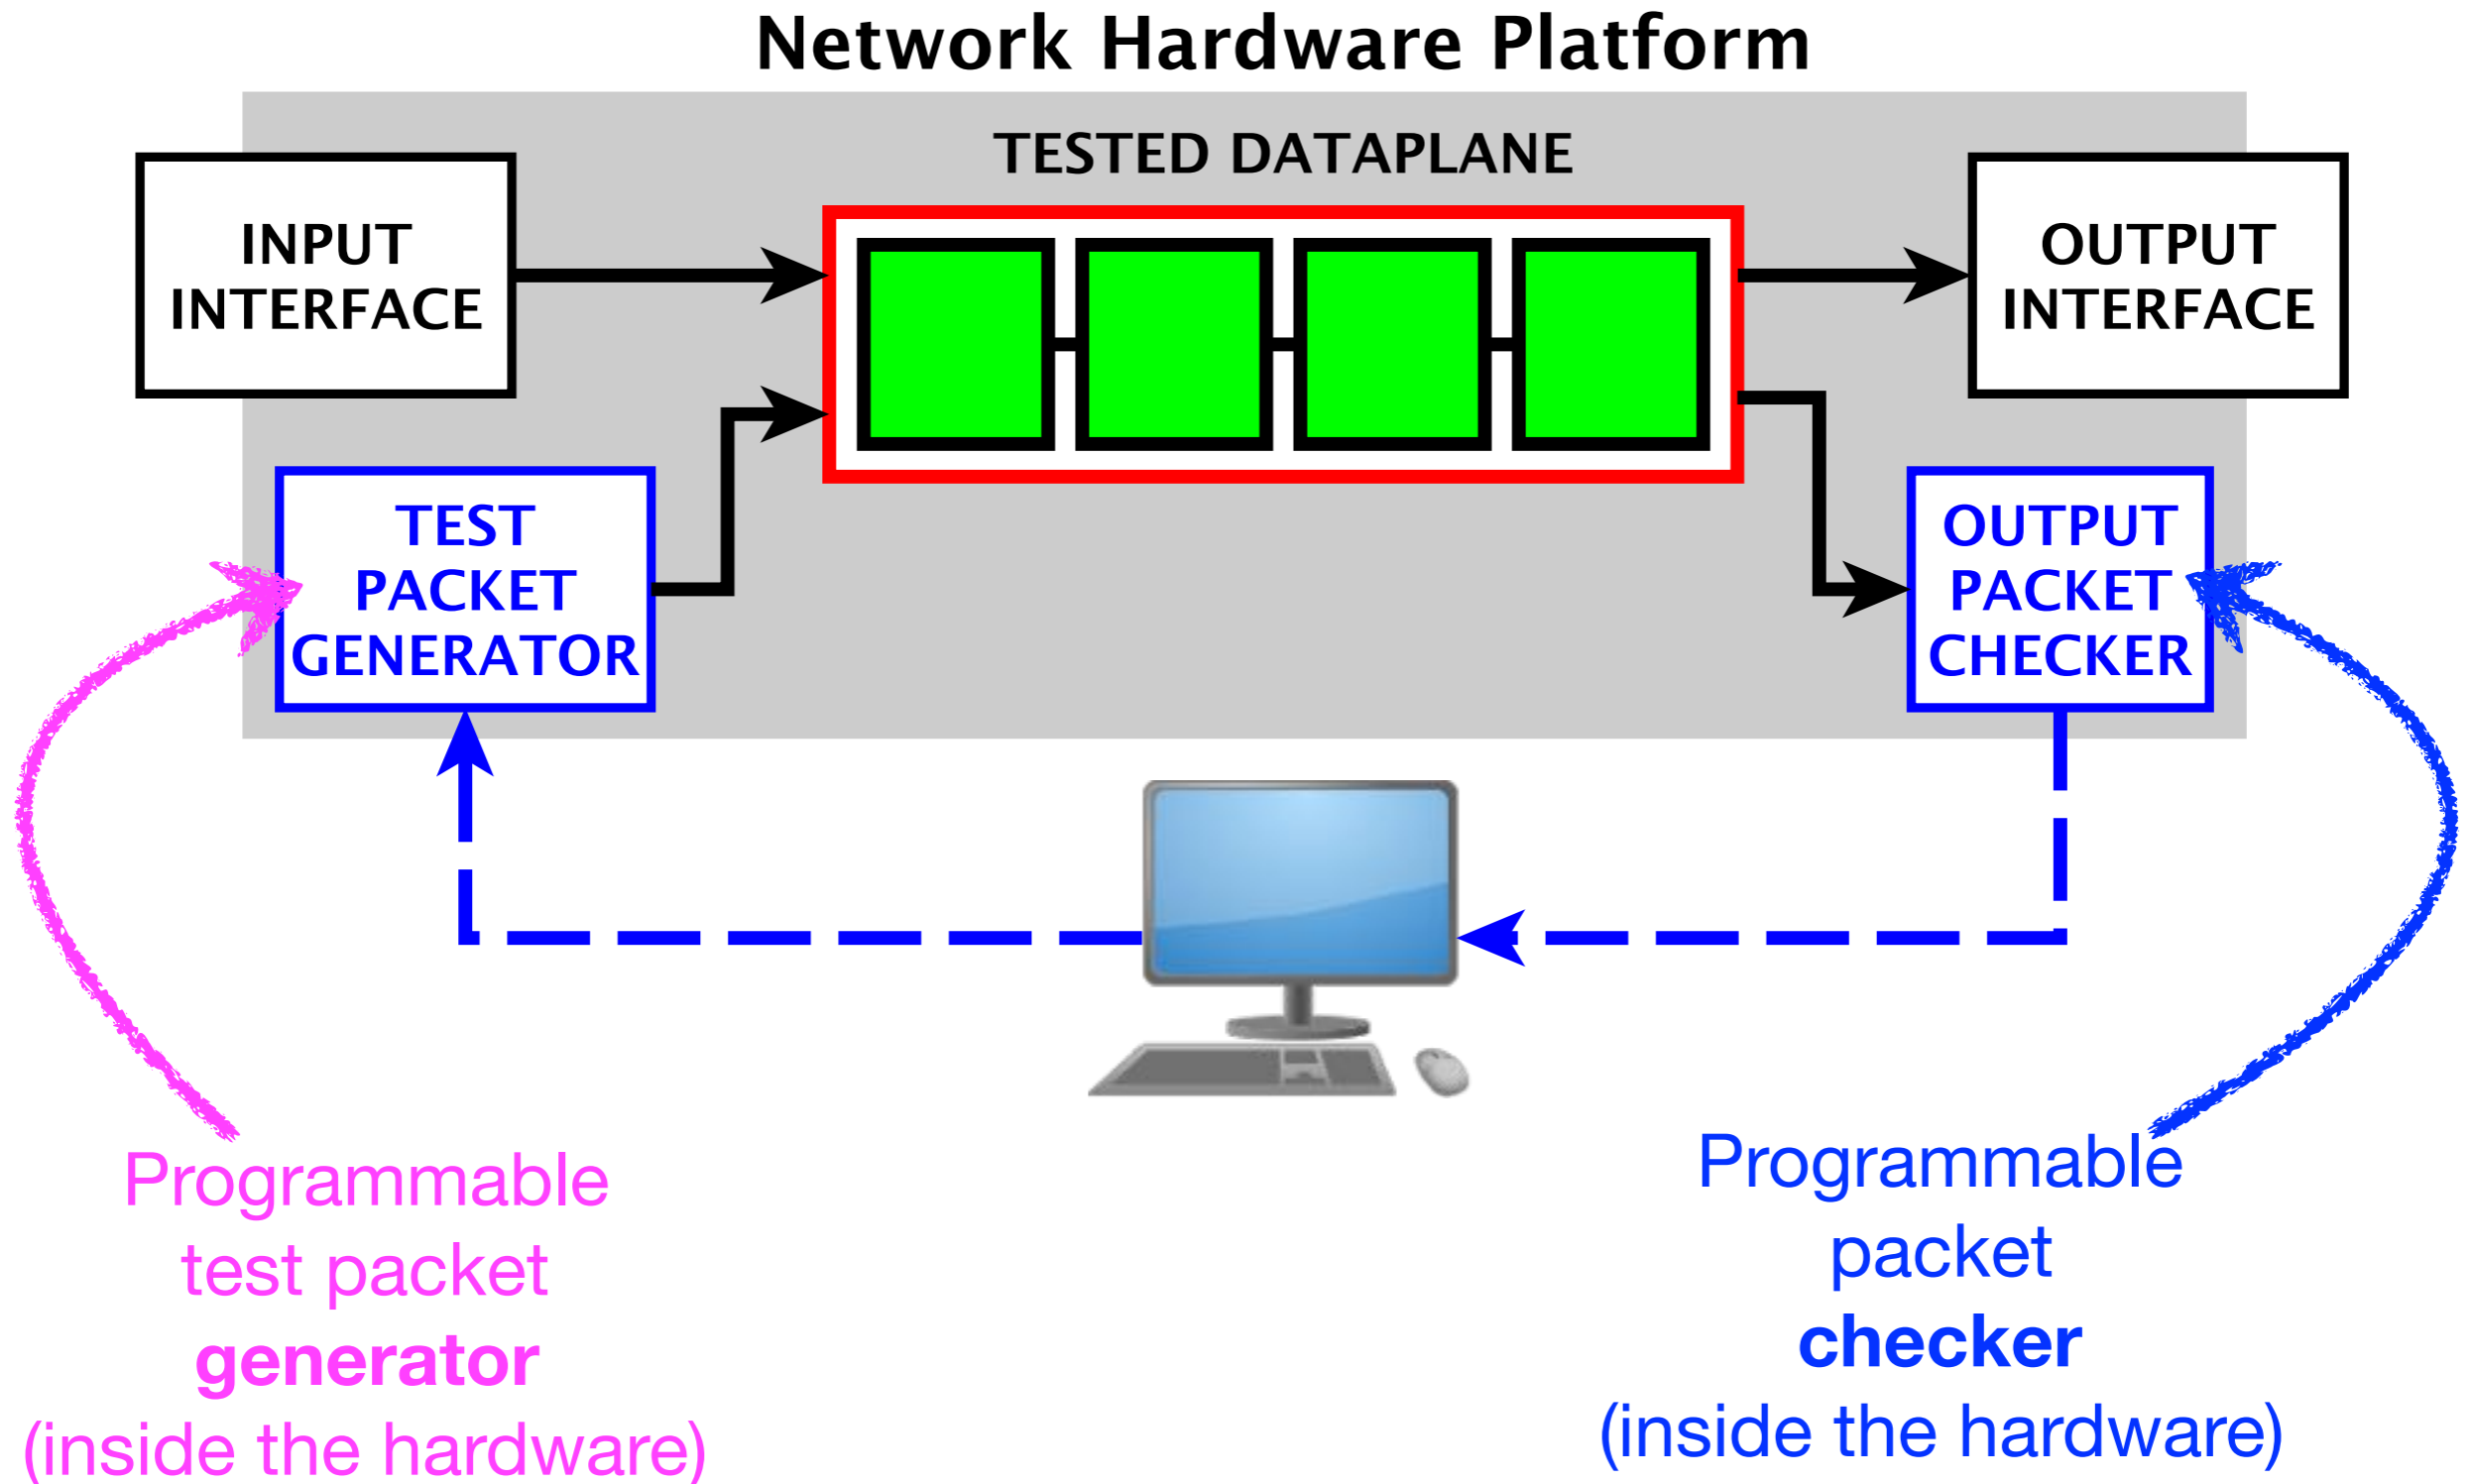 Network Hardware Platform
TESTED DATAPLANE
INPUT
INTERFACE
OUTPUT
INTERFACE
TEST
PACKET
GENERATOR
OUTPUT
PACKET
CHECKER
Programmable
test packet
generator
(inside the hardware)
Programmable
packet
checker
(inside the hardware)